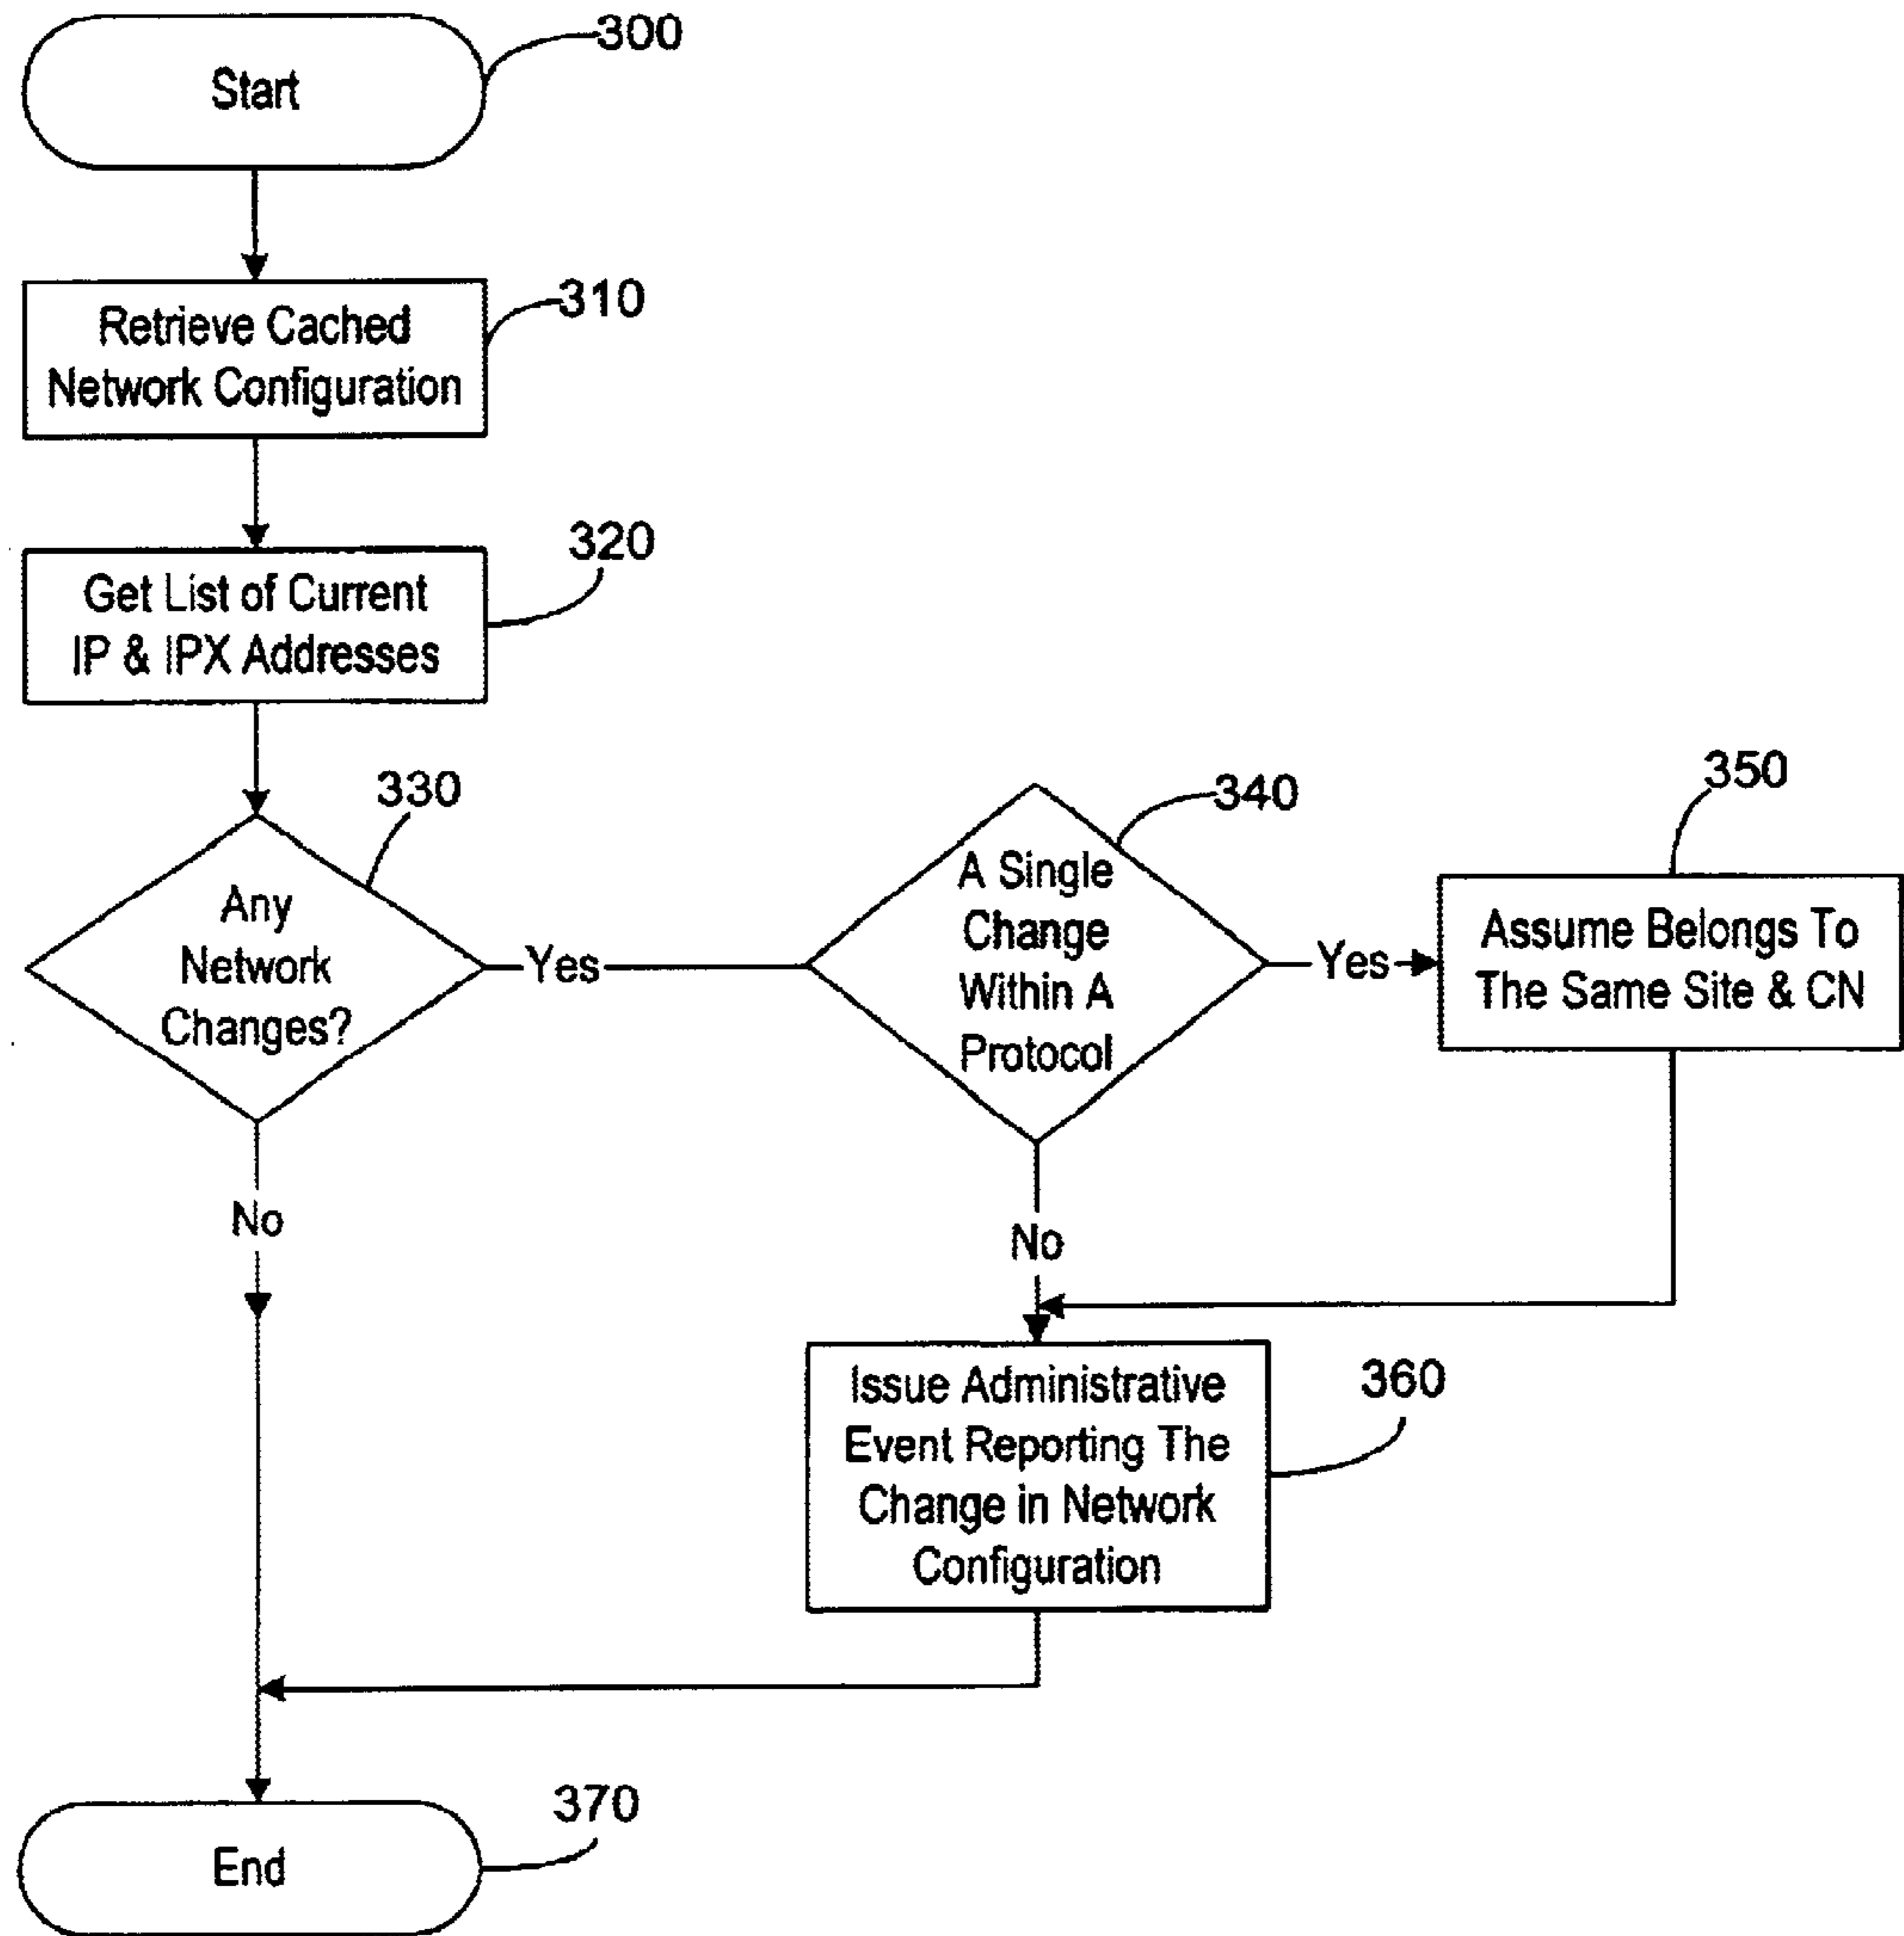 300
Start
310
Retrieve Cached
Network Configuration
320
Get List of Current
IP & IPX Addresses
330
Any
Network
Changes?
Yes
340
A Single
Change
Within A
Protocol
Yes
350
Assume Belongs To
The Same Site & CN
No
No
360
Issue Administrative
Event Reporting The
Change in Network
Configuration
370
End